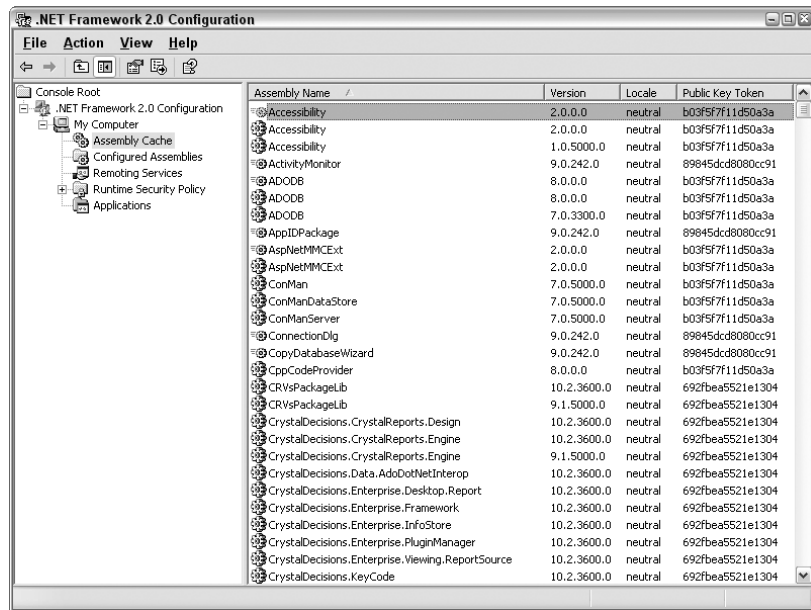 .NET Framework 2.0 Configuration
File Action View Help
Console Root
.NET Framework 2.0 Configuration
My Computer
Assembly Cache
Configured Assemblies
Remoting Services
Runtime Security Policy
Applications
Assembly Name Version Locale Public Key Token
Accessibility 2.0.0.0 neutral b03f5f7f11d50a3a
Accessibility 2.0.0.0 neutral b03f5f7f11d50a3a
Accessibility 1.0.5000.0 neutral b03f5f7f11d50a3a
ActivityMonitor 9.0.242.0 neutral 89845dcd8080cc91
ADODB 8.0.0.0 neutral b03f5f7f11d50a3a
ADODB 8.0.0.0 neutral b03f5f7f11d50a3a
ADODB 7.0.3300.0 neutral b03f5f7f11d50a3a
AppIDPackage 9.0.242.0 neutral 89845dcd8080cc91
AspNetMMCExt 2.0.0.0 neutral b03f5f7f11d50a3a
AspNetMMCExt 2.0.0.0 neutral b03f5f7f11d50a3a
ConMan 7.0.5000.0 neutral b03f5f7f11d50a3a
ConManDataStore 7.0.5000.0 neutral b03f5f7f11d50a3a
ConManServer 7.0.5000.0 neutral b03f5f7f11d50a3a
ConnectionDlg 9.0.242.0 neutral 89845dcd8080cc91
CopyDatabaseWizard 9.0.242.0 neutral 89845dcd8080cc91
CppCodeProvider 8.0.0.0 neutral b03f5f7f11d50a3a
CRVsPackageLib 10.2.3600.0 neutral 692fbea5521e1304
CRVsPackageLib 9.1.5000.0 neutral 692fbea5521e1304
CrystalDecisions.CrystalReports.Design 10.2.3600.0 neutral 692fbea5521e1304
CrystalDecisions.CrystalReports.Engine 10.2.3600.0 neutral 692fbea5521e1304
CrystalDecisions.CrystalReports.Engine 9.1.5000.0 neutral 692fbea5521e1304
CrystalDecisions.Data.AdoDotNetInterop 10.2.3600.0 neutral 692fbea5521e1304
CrystalDecisions.Enterprise.Desktop.Report 10.2.3600.0 neutral 692fbea5521e1304
CrystalDecisions.Enterprise.Framework 10.2.3600.0 neutral 692fbea5521e1304
CrystalDecisions.Enterprise.InfoStore 10.2.3600.0 neutral 692fbea5521e1304
CrystalDecisions.Enterprise.PluginManager 10.2.3600.0 neutral 692fbea5521e1304
CrystalDecisions.Enterprise.Viewing.ReportSource 10.2.3600.0 neutral 692fbea5521e1304
CrystalDecisions.KeyCode 10.2.3600.0 neutral 692fbea5521e1304